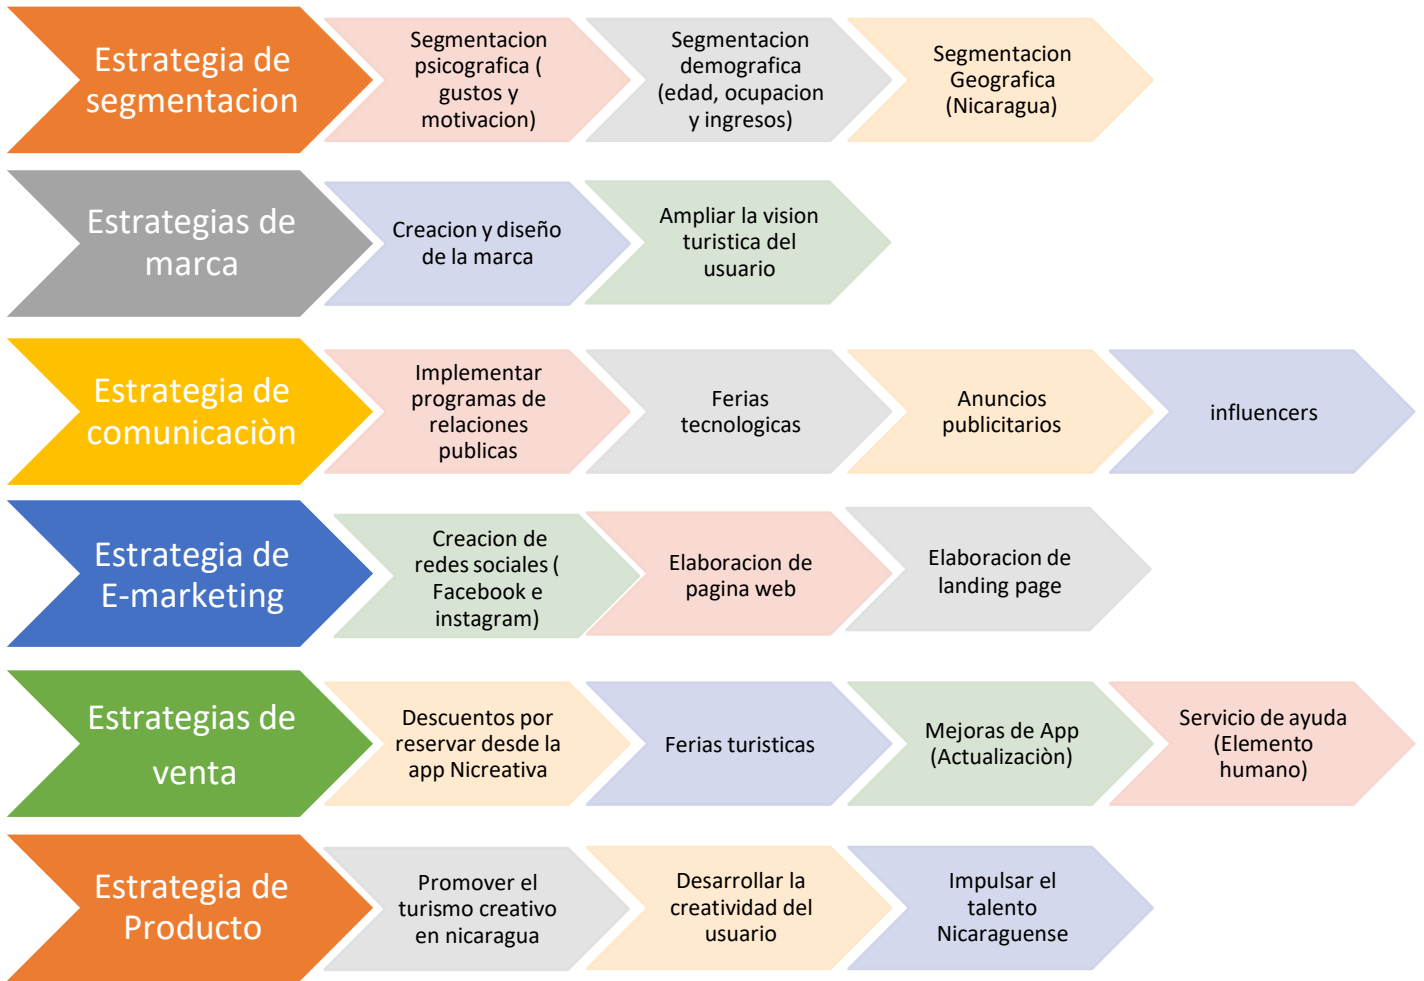 Estrategia de
segmentacion
Segmentacion
psicografica (
gustos y
motivacion)
Segmentacion
demografica
(edad, ocupacion
y ingresos)
Segmentacion
Geografica
(Nicaragua)
Estrategias de
marca
Creacion y diseño
de la marca
Ampliar la vision
turistica del
usuario
Estrategia de
comunicaciòn
Implementar
programas de
relaciones
publicas
Ferias
tecnologicas
Anuncios
publicitarios
influencers
Estrategia de
E-marketing
Creacion de
redes sociales (
Facebook e
instagram)
Elaboracion de
pagina web
Elaboracion de
landing page
Estrategias de
venta
Descuentos por
reservar desde la
app Nicreativa
Ferias turisticas
Mejoras de App
(Actualizaciòn)
Servicio de ayuda
(Elemento
humano)
Estrategia de
Producto
Promover el
turismo creativo
en nicaragua
Desarrollar la
creatividad del
usuario
Impulsar el
talento
Nicaraguense